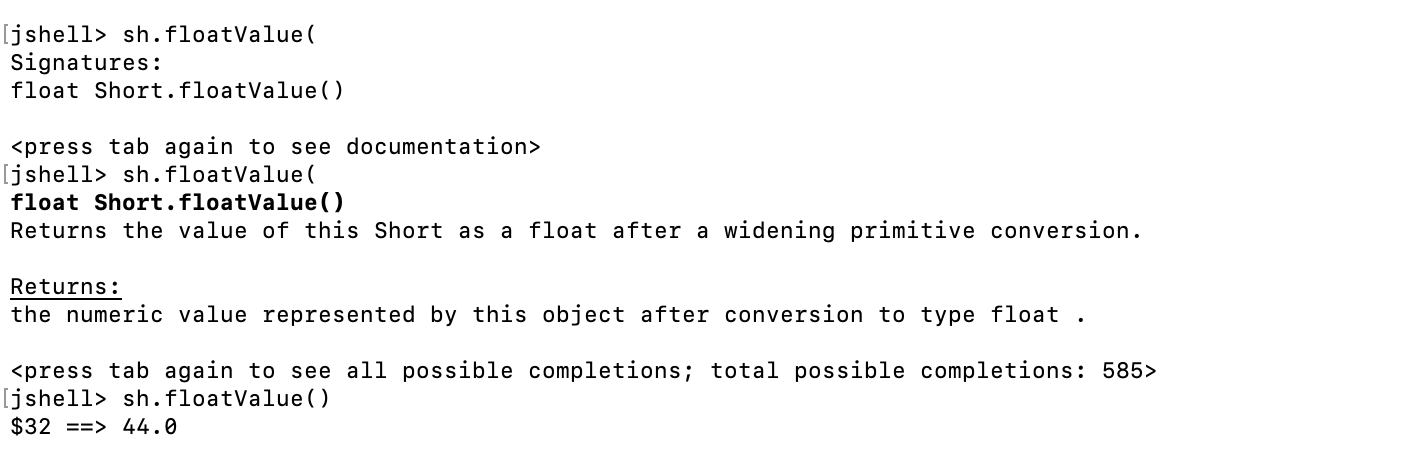 [jshell> sh.floatValue(
Signatures:
float Short.floatValue()
<press tab again to see documentation>
[jshell> sh.floatValue(
float Short.floatValue()
Returns the value of this Short as a float after a widening primitive conversion.
Returns:
the numeric value represented by this object after conversion to type float .
<press tab again to see all possible completions; total possible completions: 585>
[jshell> sh.floatValue()
$32 ==> 44.0